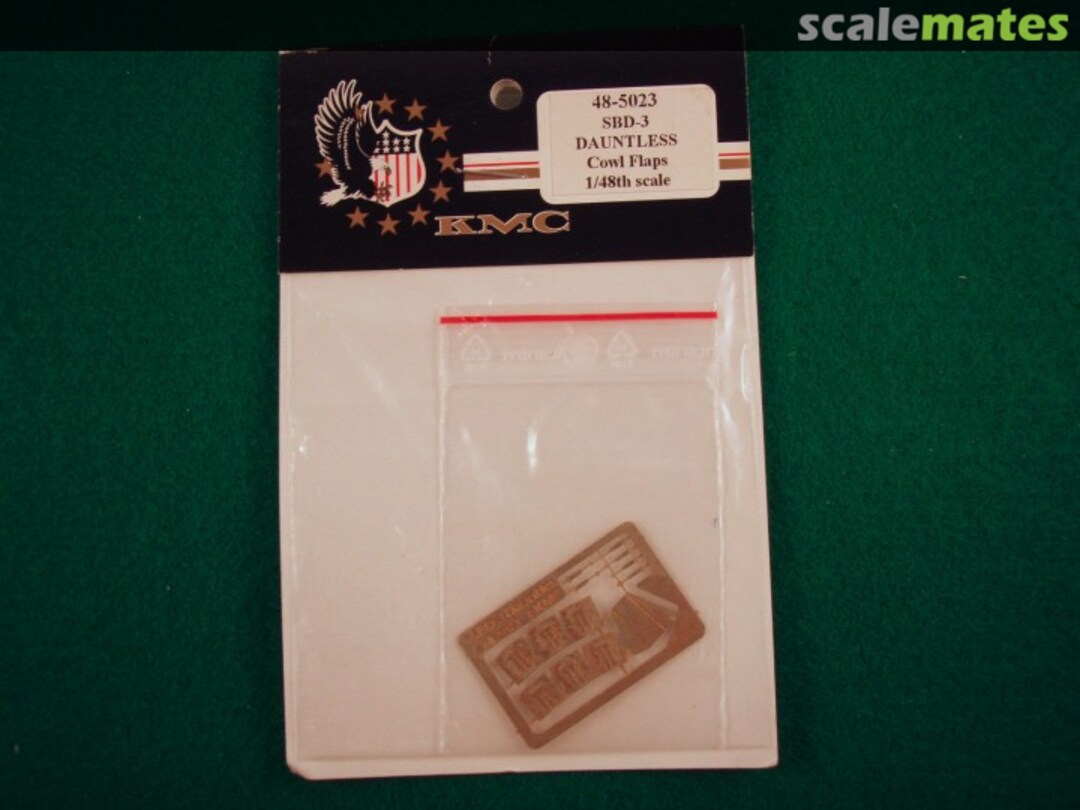 scalemates
48-5023
SBD-3
DAUNTLESS
Cowl Flaps
1/48th scale
KMC